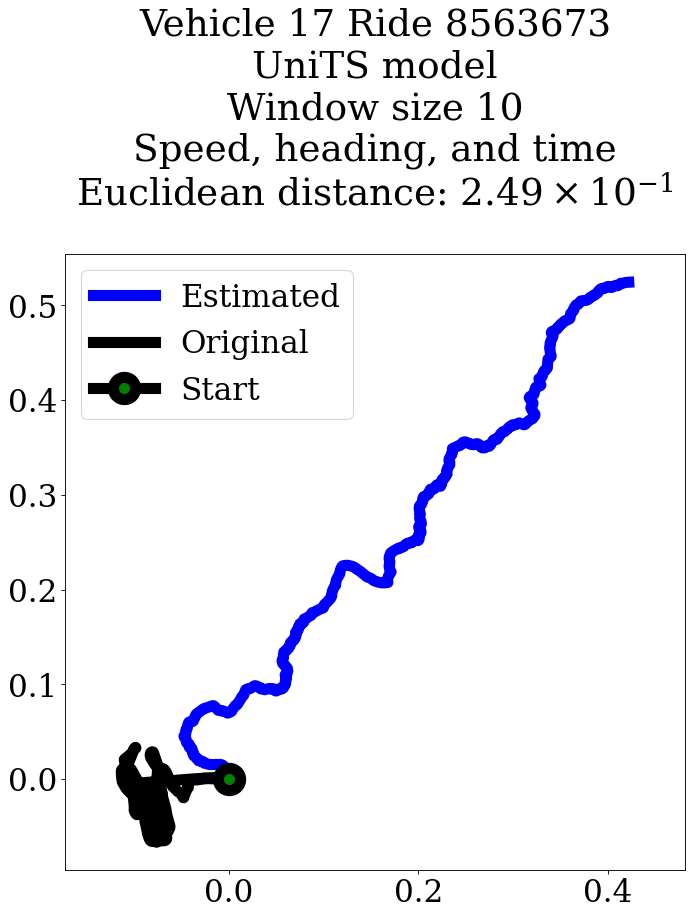 Vehicle 17 Ride 8563673
UniTS model
Window size 10
Speed, heading, and time
Euclidean distance: 2.49 × 10⁻¹
Estimated
Original
Start
0.5
0.4
0.3
0.2
0.1
0.0
0.0 0.2 0.4